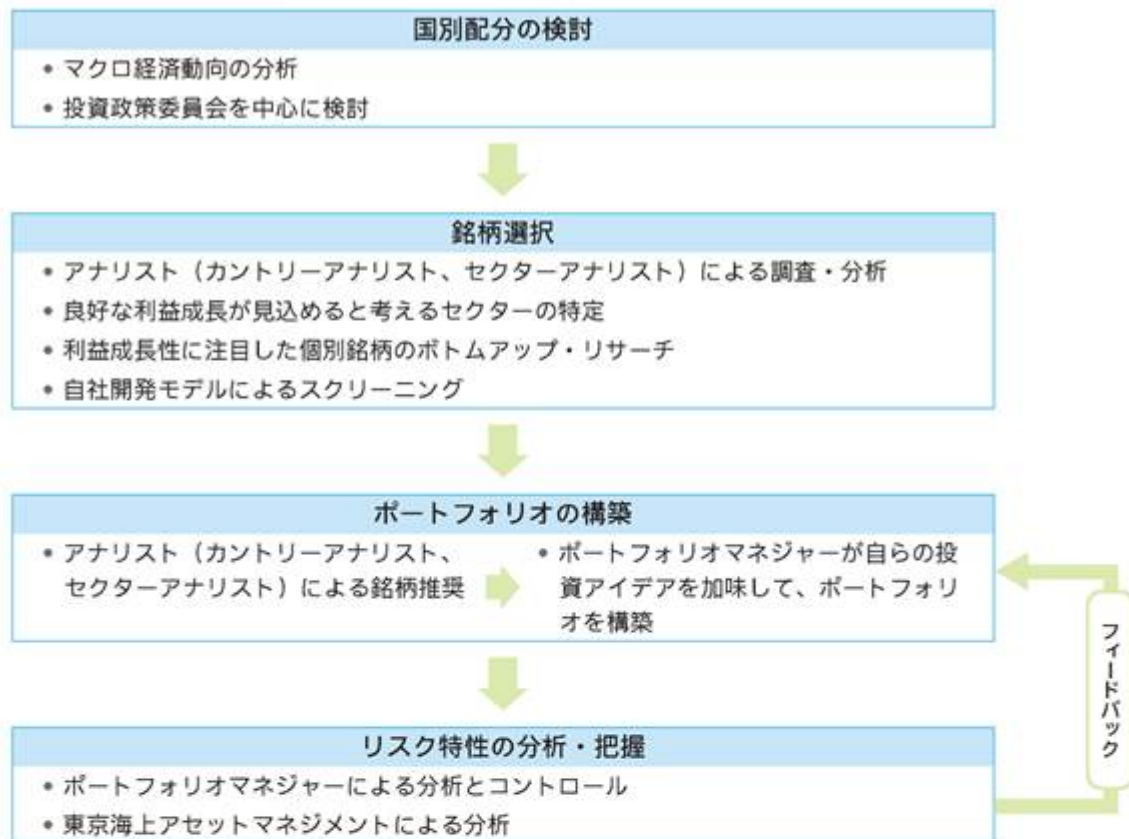 国別配分の検討
• マクロ経済動向の分析
• 投資政策委員会を中心に検討
銘柄選択
• アナリスト（カントリーアナリスト、セクターアナリスト）による調査・分析
• 良好な利益成長が見込めると考えるセクターの特定
• 利益成長性に注目した個別銘柄のボトムアップ・リサーチ
• 自社開発モデルによるスクリーニング
ポートフォリオの構築
• アナリスト（カントリーアナリスト、
セクターアナリスト）による銘柄推奨
• ポートフォリオマネジャーが自らの投
資アイデアを加味して、ポートフォリ
オを構築
フィードバック
リスク特性の分析・把握
• ポートフォリオマネジャーによる分析とコントロール
• 東京海上アセットマネジメントによる分析